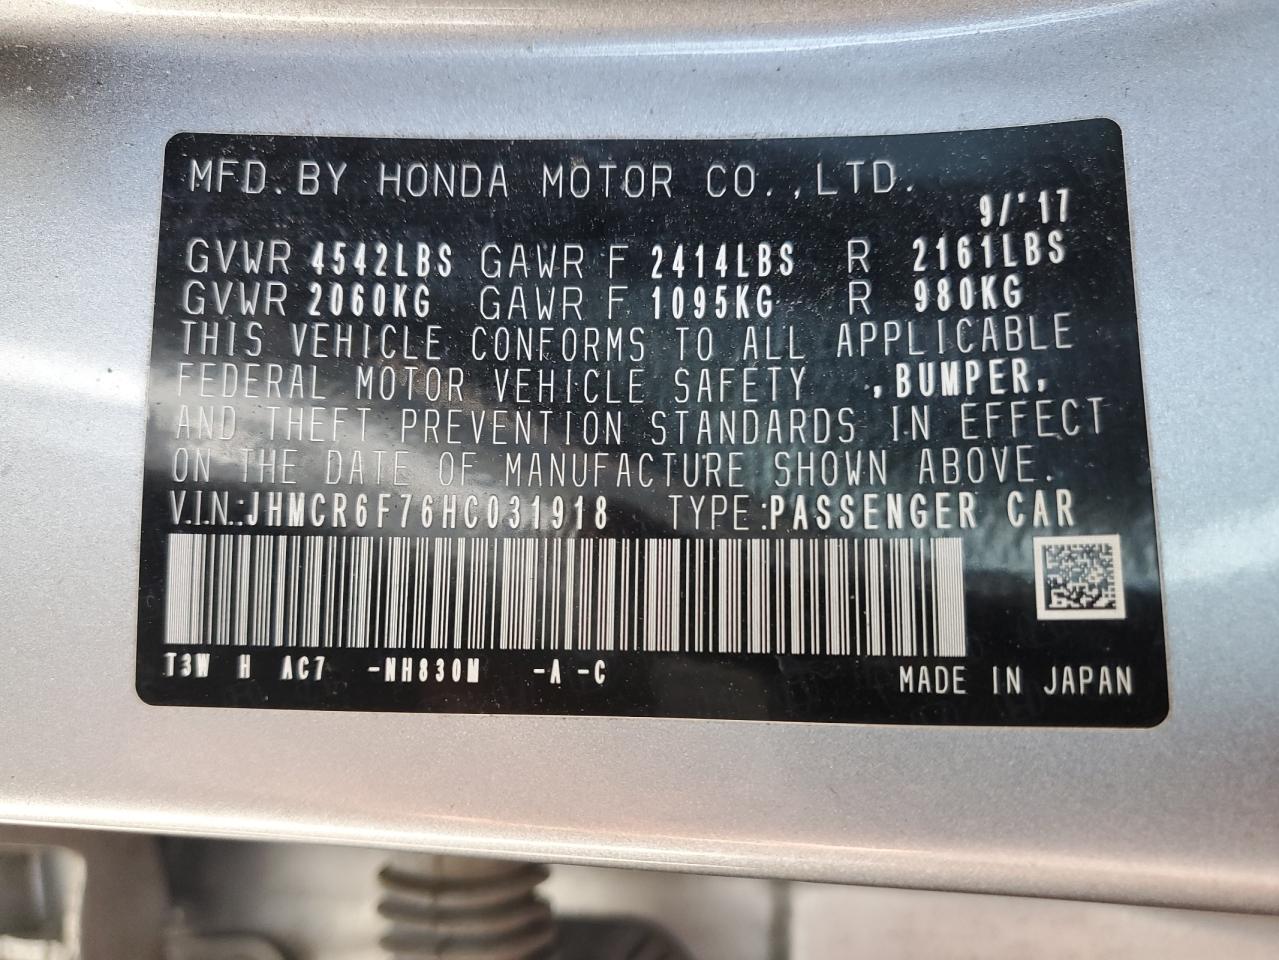 MFD.BY HONDA MOTOR CO.,LTD.
9/'17
GVWR 4542LBS GAWR F 2414LBS R 2161LBS
GVWR 2060KG GAWR F 1095KG R 980KG
THIS VEHICLE CONFORMS TO ALL APPLICABLE
FEDERAL MOTOR VEHICLE SAFETY ,BUMPER,
AND THEFT PREVENTION STANDARDS IN EFFECT
ON THE DATE OF MANUFACTURE SHOWN ABOVE.
V.I.N.:JHMCR6F76HC031918 TYPE:PASSENGER CAR
T3W H AC7 -NH830M -A -C
MADE IN JAPAN